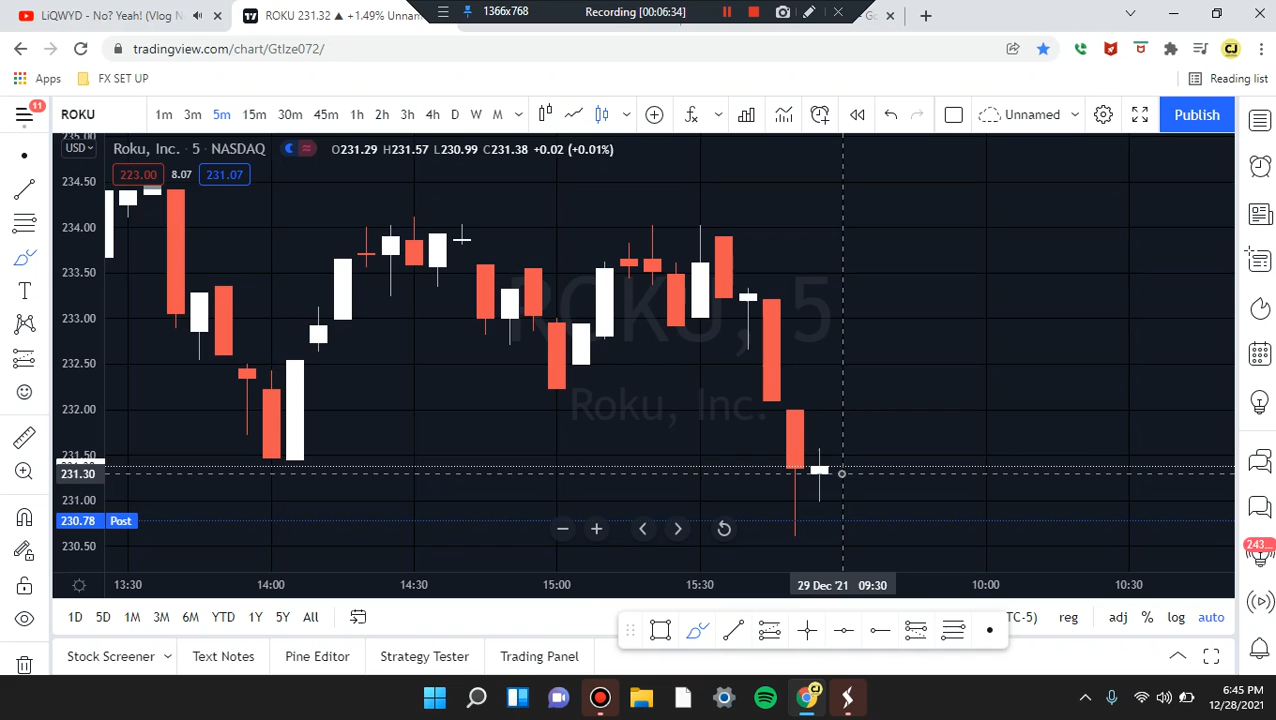 LiQWYD - No? Yeah! (Vlog N
ROKU 231.32 ▲ +1.49% Unnam
1366x768
Recording [00:06:34]
tradingview.com/chart/GtIze072/
Apps
FX SET UP
Reading list
11
ROKU
1m 3m 5m 15m 30m 45m 1h 2h 3h 4h D W M
Unnamed
Publish
USD
Roku, Inc. • 5 • NASDAQ
O231.29 H231.57 L230.99 C231.38 +0.02 (+0.01%)
223.00 8.07 231.07
234.50
234.00
233.50
233.00
232.50
232.00
231.50
231.30
231.00
230.78 Post
230.50
ROKU, 5
Roku, Inc.
13:30 14:00 14:30 15:00 15:30 29 Dec '21 09:30 10:00 10:30
1D 5D 1M 3M 6M YTD 1Y 5Y All
TC-5) reg adj % log auto
Stock Screener Text Notes Pine Editor Strategy Tester Trading Panel
6:45 PM
12/28/2021